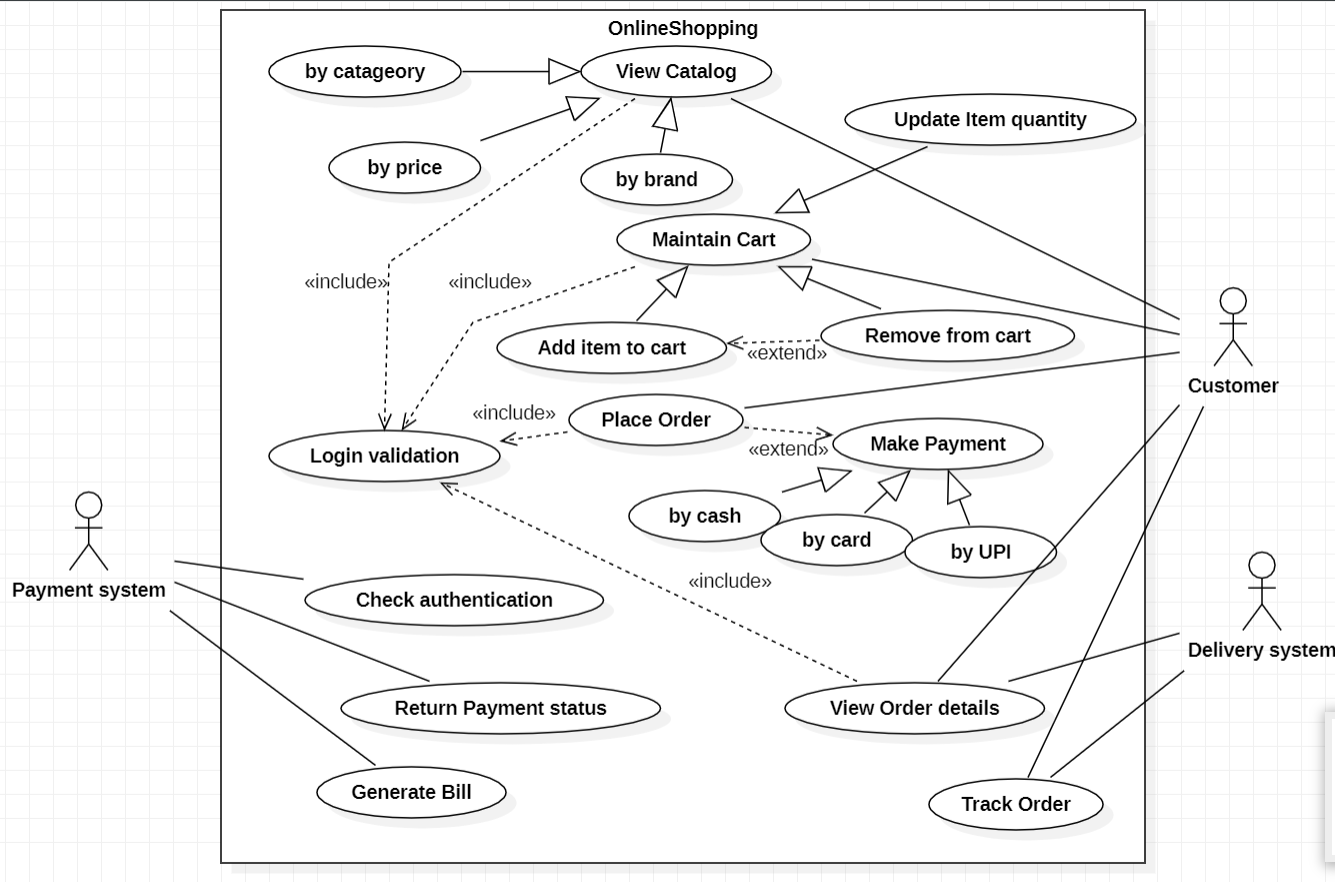 OnlineShopping
by catageory
View Catalog
Update Item quantity
by price
by brand
Maintain Cart
«include»
«include»
Add item to cart
Remove from cart
«extend»
Customer
«include»
Place Order
Make Payment
«extend»
Login validation
by cash
by card
by UPI
Payment system
«include»
Check authentication
Delivery system
Return Payment status
View Order details
Generate Bill
Track Order